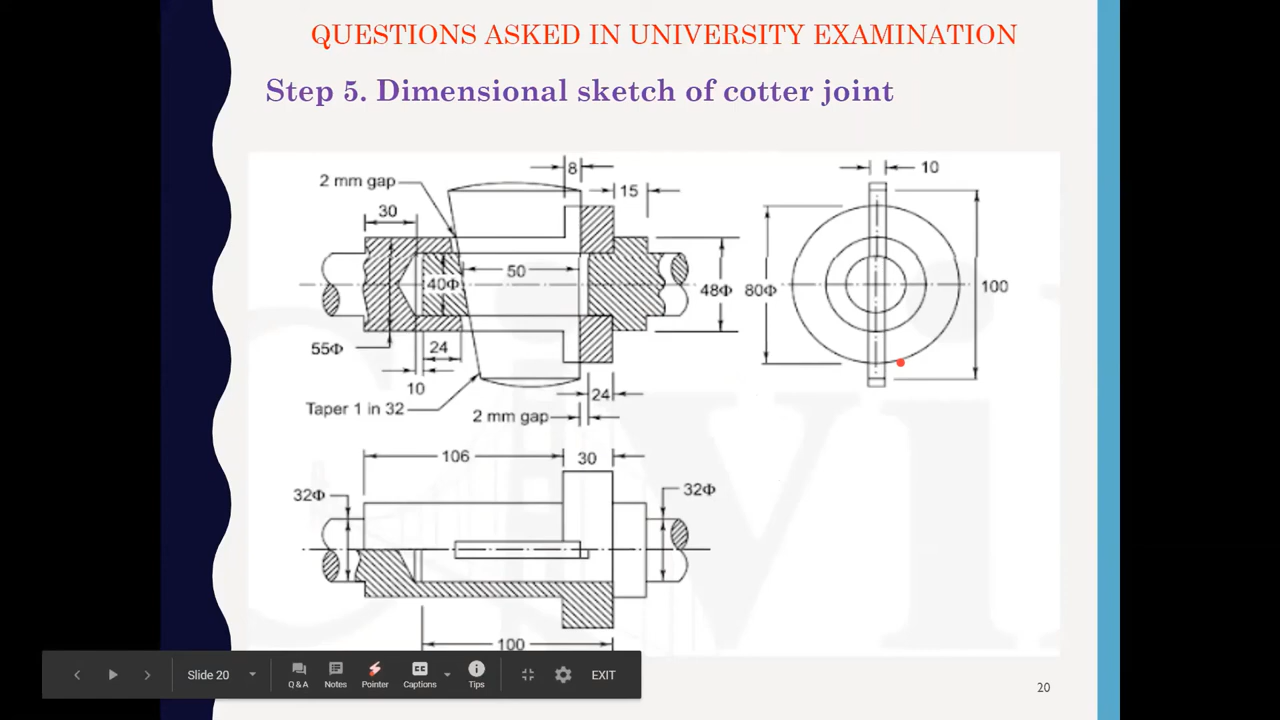 QUESTIONS ASKED IN UNIVERSITY EXAMINATION
Step 5. Dimensional sketch of cotter joint
8
10
2 mm gap
15
30
50
40Φ
48Φ
80Φ
100
55Φ
24
10
24
Taper 1 in 32
2 mm gap
106
30
32Φ
32Φ
100
Slide 20
Q & A
Notes
Pointer
Captions
Tips
EXIT
20